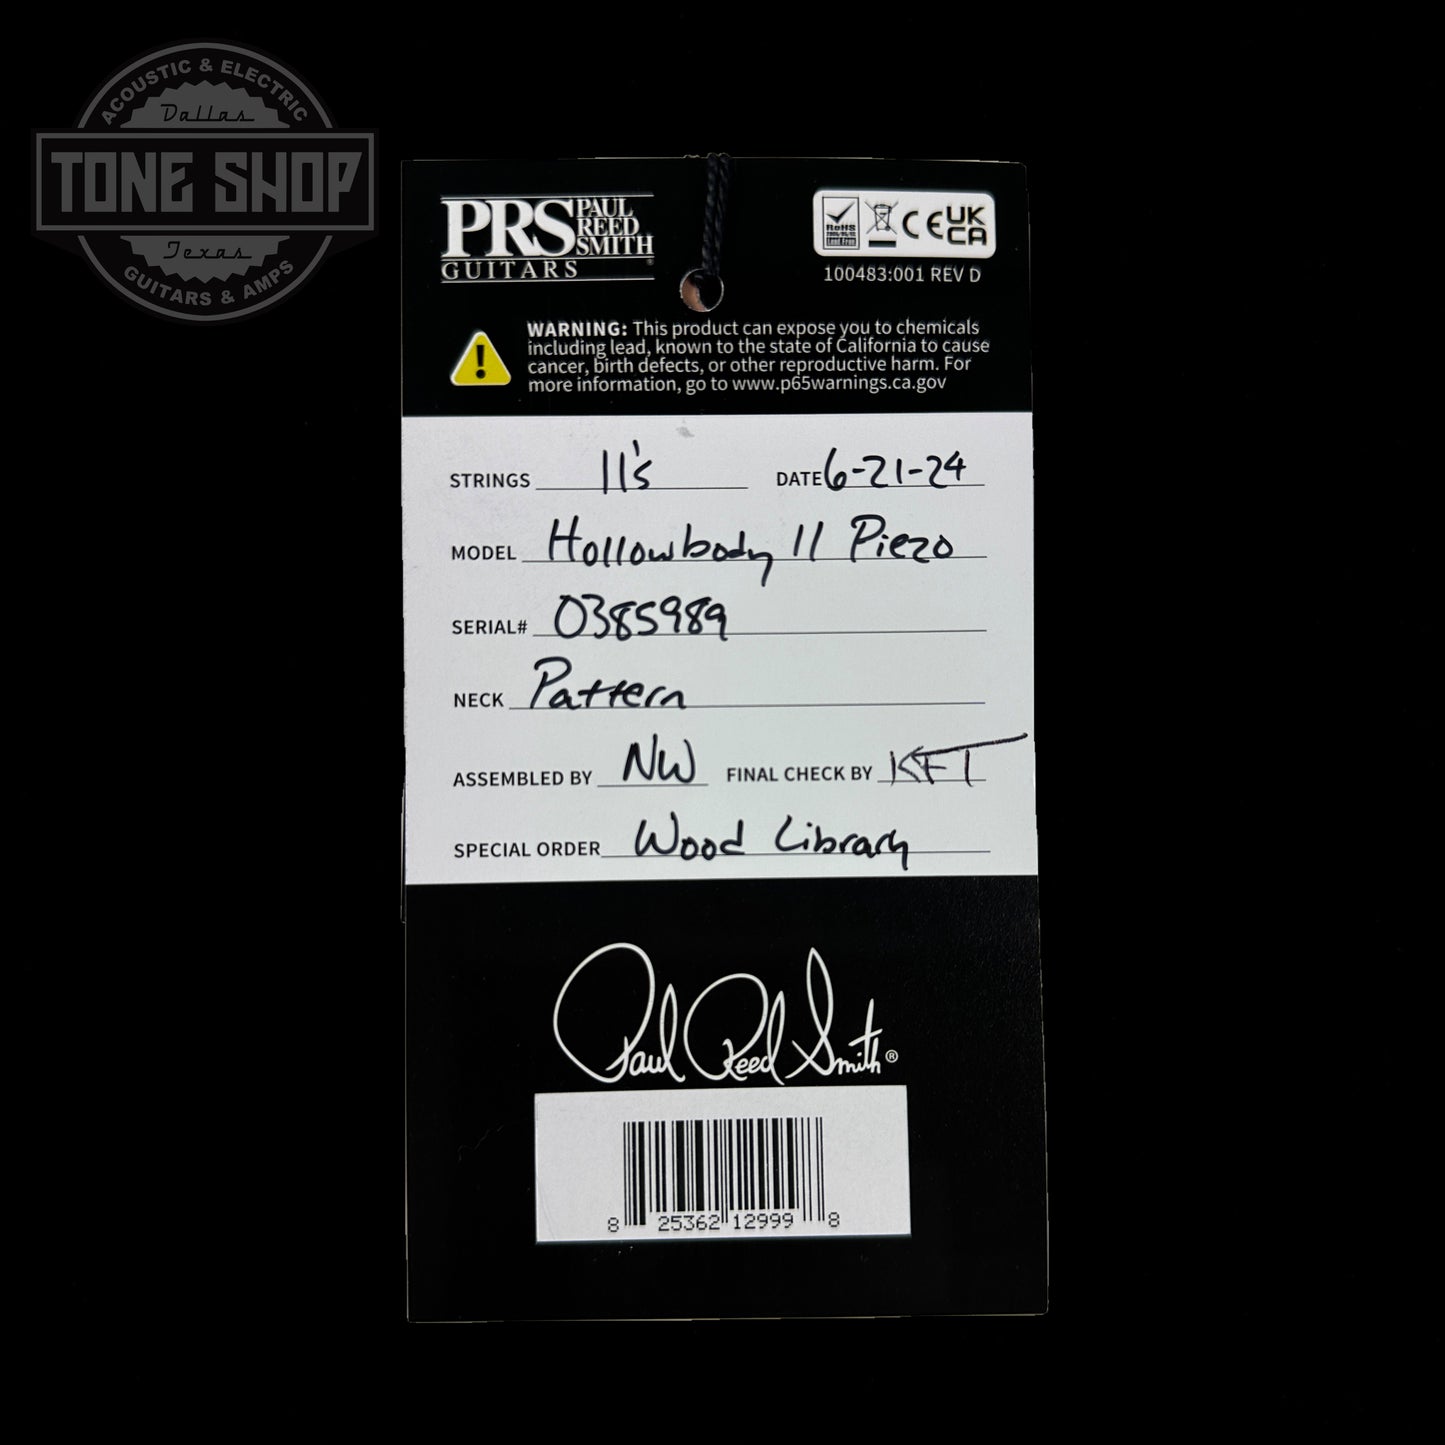 ACOUSTIC & ELECTRIC
Dallas
TONE SHOP
Texas
GUITARS & AMPS
PRS PAUL REED SMITH
GUITARS
RoHS
Lead Free
CE UK CA
100483:001 REV D
WARNING: This product can expose you to chemicals
including lead, known to the state of California to cause
cancer, birth defects, or other reproductive harm. For
more information, go to www.p65warnings.ca.gov
STRINGS 11's DATE 6-21-24
MODEL Hollowbody II Piezo
SERIAL# 0385989
NECK Pattern
ASSEMBLED BY NW FINAL CHECK BY KFT
SPECIAL ORDER Wood Library
Paul Reed Smith®
8 25362 12999 8